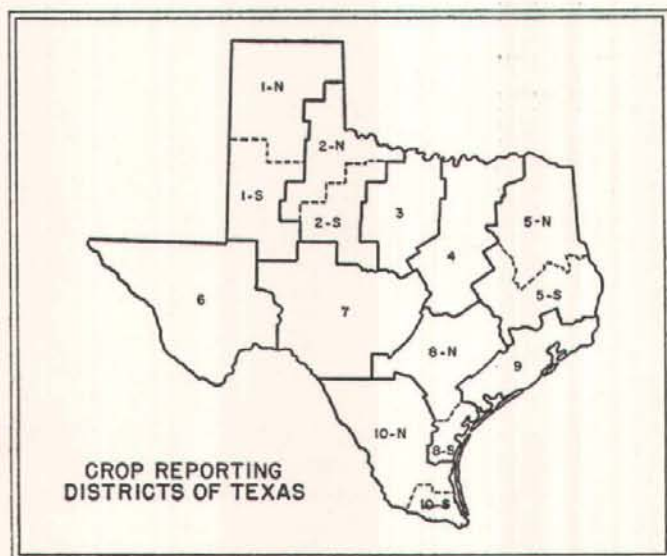 1-N
2-N
1-S
2-S
3
4
5-N
5-S
6
7
8-N
9
10-N
8-S
10-S
CROP REPORTING
DISTRICTS OF TEXAS